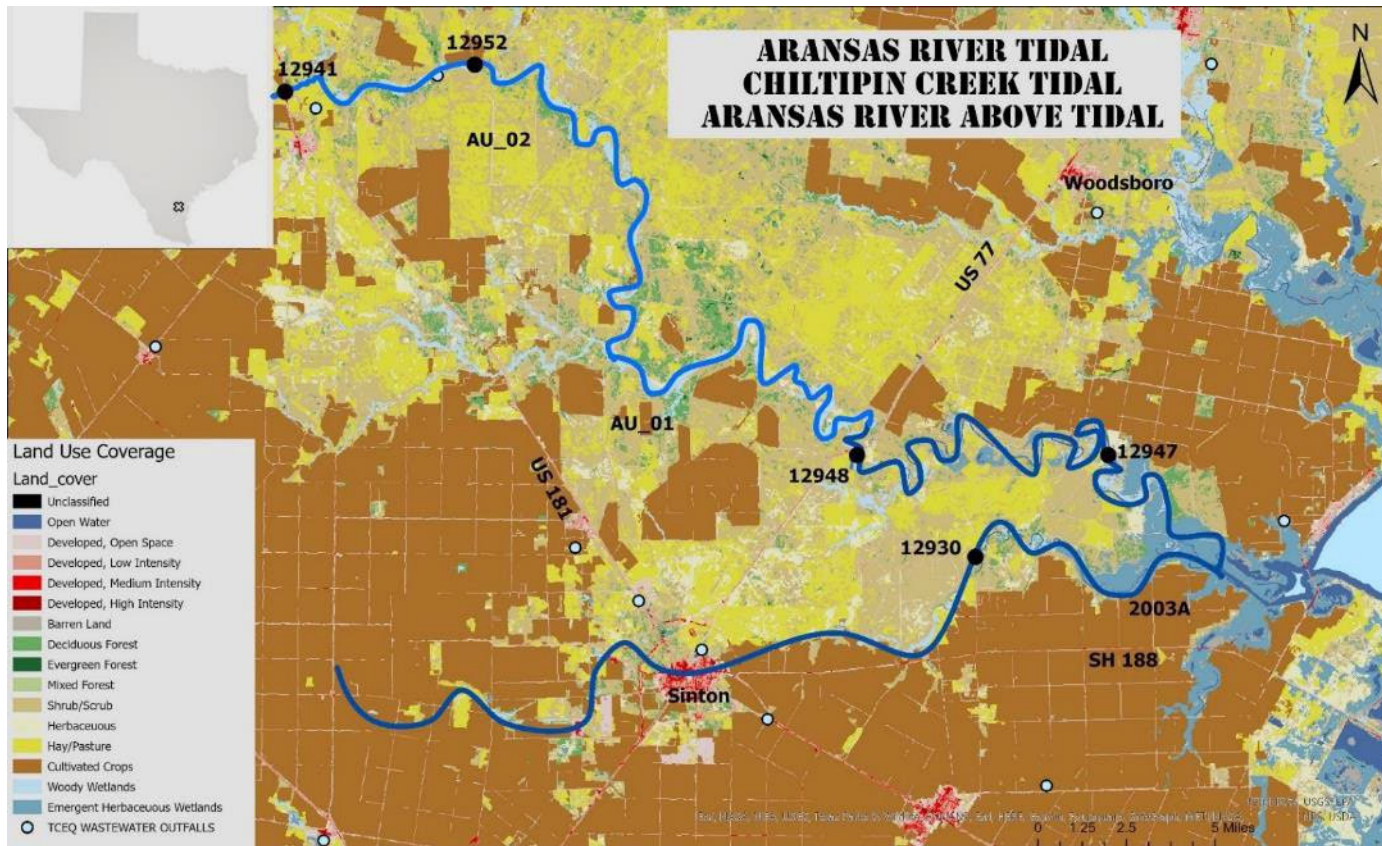 ARANSAS RIVER TIDAL
CHILTIPIN CREEK TIDAL
ARANSAS RIVER ABOVE TIDAL
N
12941
12952
AU_02
Woodsboro
US 77
AU_01
US 181
12948
12947
12930
2003A
SH 188
Sinton
Land Use Coverage
Land_cover
Unclassified
Open Water
Developed, Open Space
Developed, Low Intensity
Developed, Medium Intensity
Developed, High Intensity
Barren Land
Deciduous Forest
Evergreen Forest
Mixed Forest
Shrub/Scrub
Herbaceuous
Hay/Pasture
Cultivated Crops
Woody Wetlands
Emergent Herbaceuous Wetlands
TCEQ WASTEWATER OUTFALLS
0 1.25 2.5 5 Miles